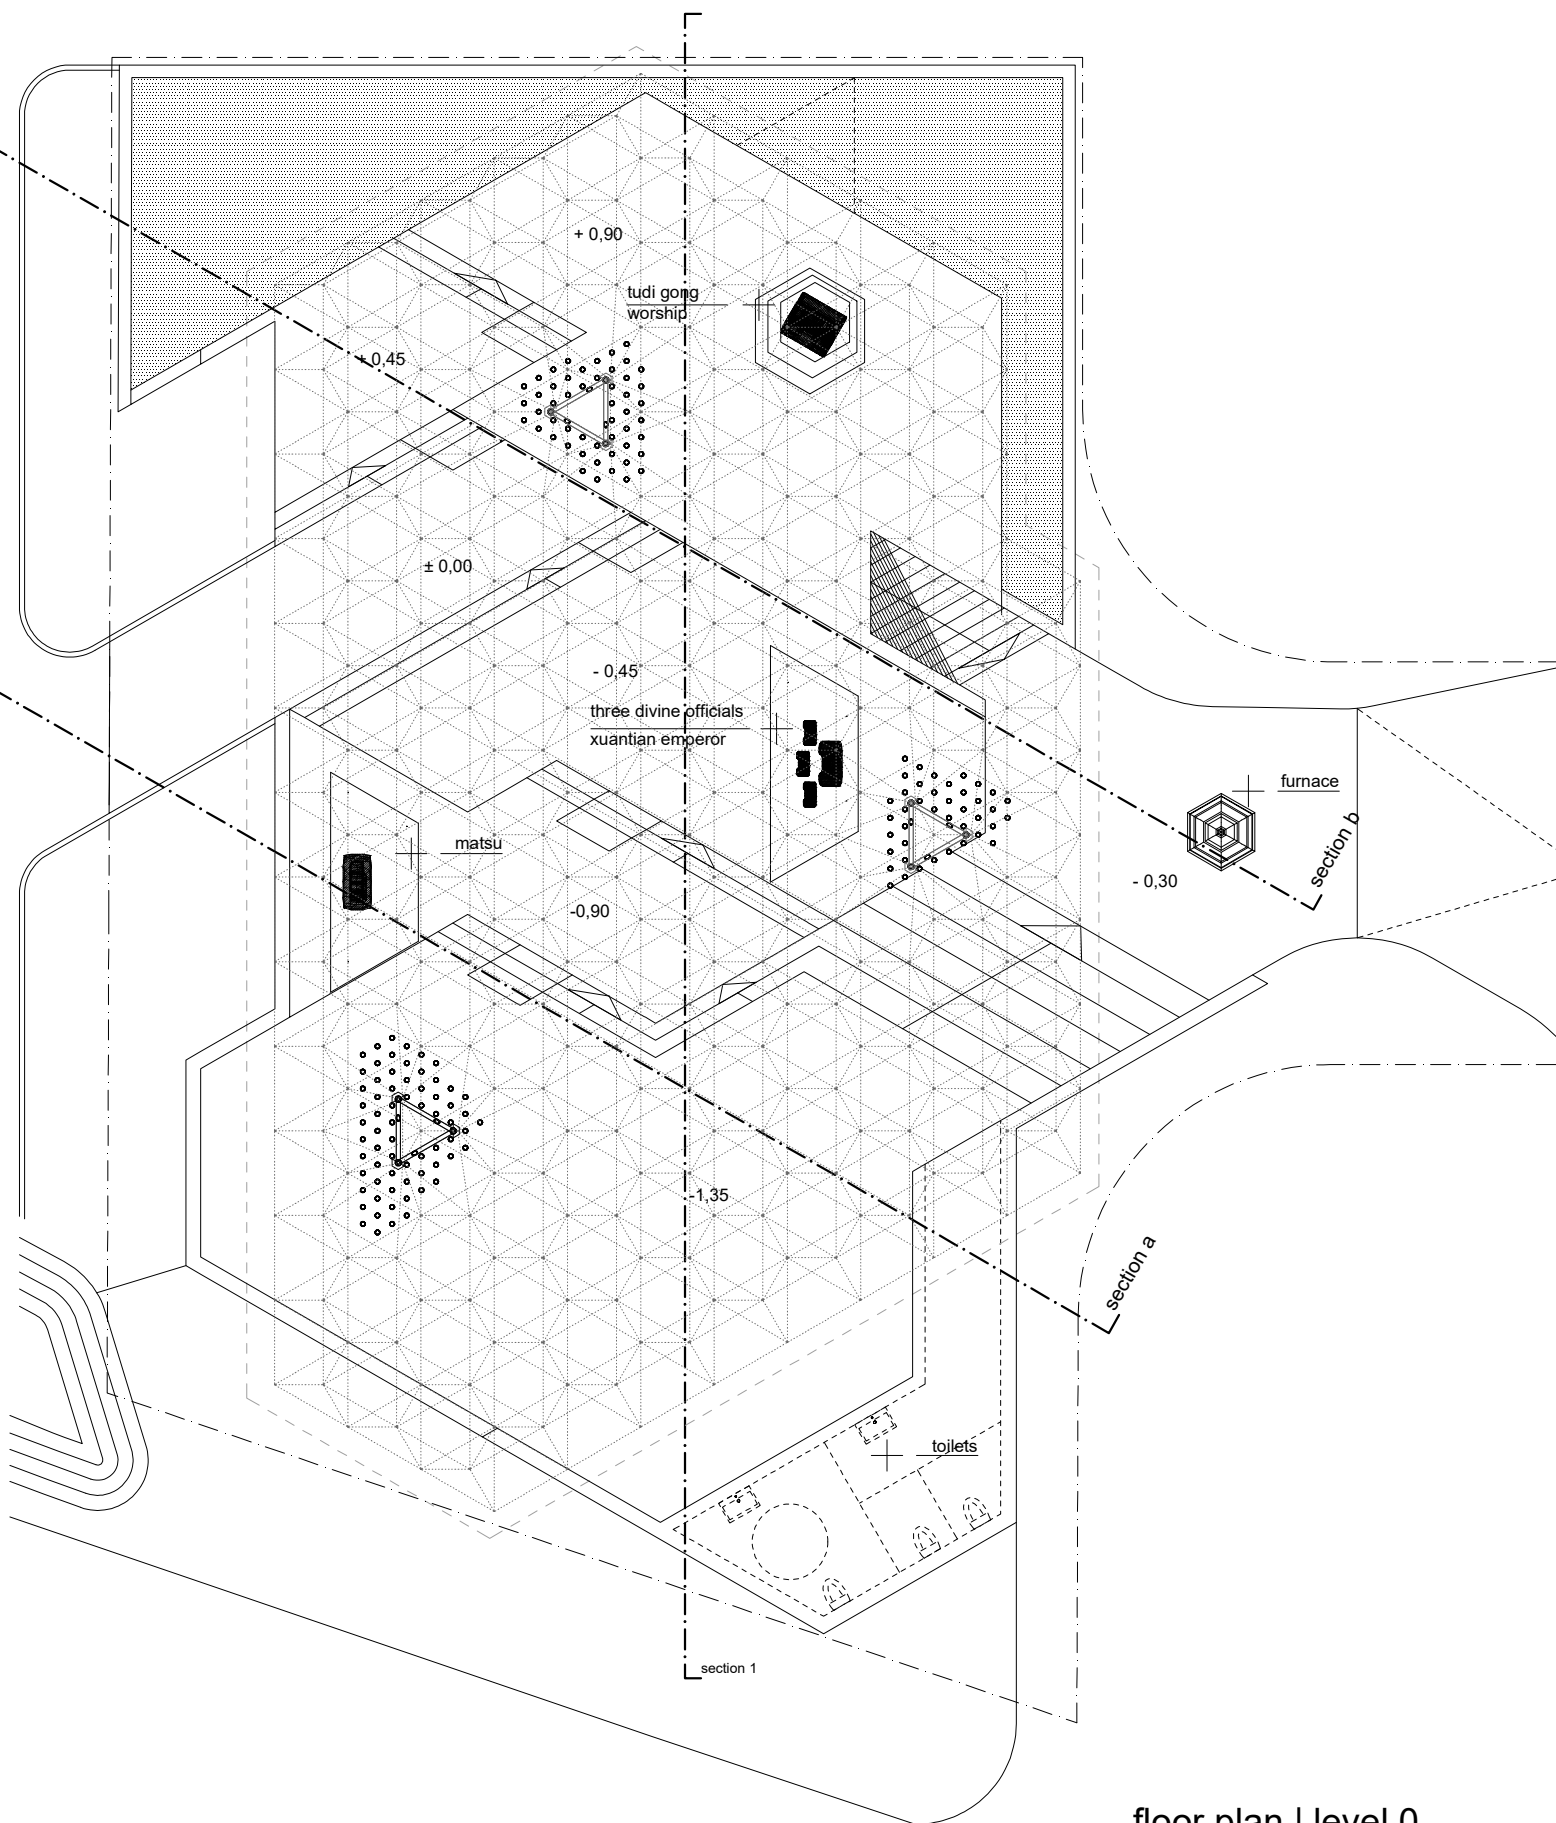 + 0,90
tudi gong
worship
+ 0,45
± 0,00
- 0,45
three divine officials
xuantian emperor
furnace
matsu
section b
- 0,30
-0,90
-1,35
section a
toilets
section 1
floor plan | level 0